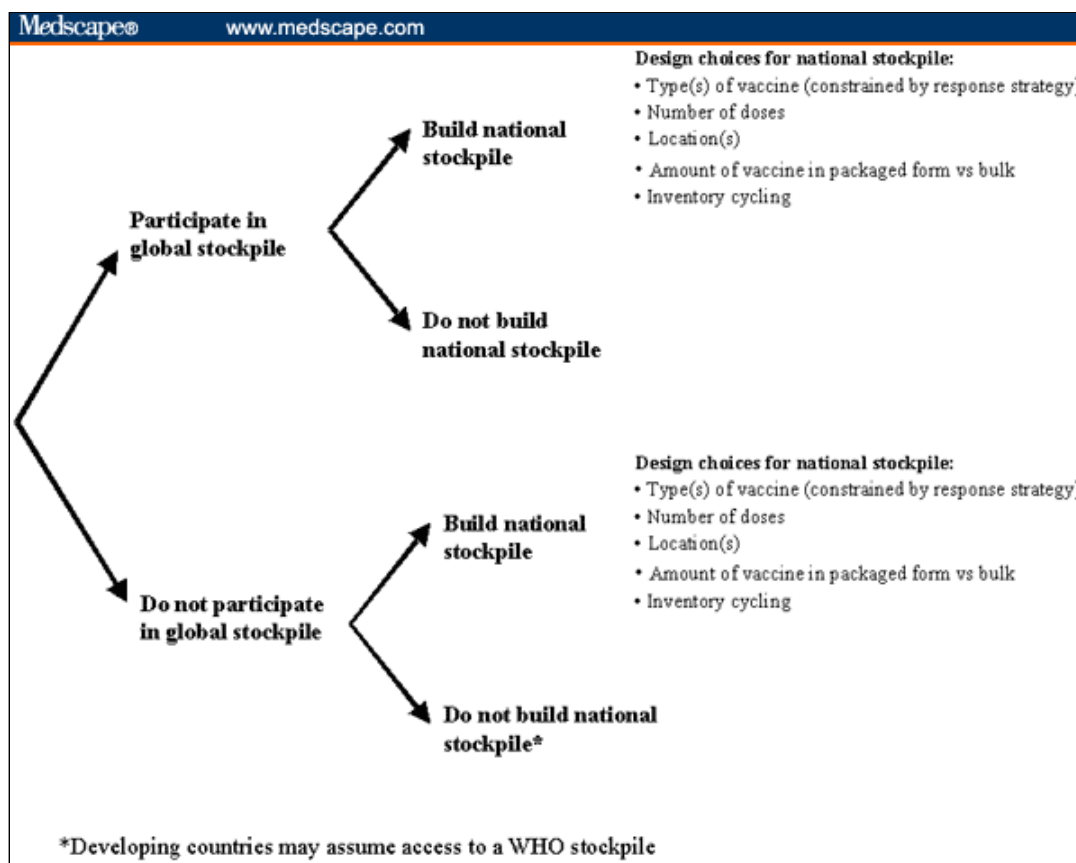 Medscape® www.medscape.com
Design choices for national stockpile:
• Type(s) of vaccine (constrained by response strategy)
• Number of doses
• Location(s)
• Amount of vaccine in packaged form vs bulk
• Inventory cycling
Build national
stockpile
Participate in
global stockpile
Do not build
national stockpile
Design choices for national stockpile:
• Type(s) of vaccine (constrained by response strategy)
• Number of doses
• Location(s)
• Amount of vaccine in packaged form vs bulk
• Inventory cycling
Build national
stockpile
Do not participate
in global stockpile
Do not build national
stockpile*
*Developing countries may assume access to a WHO stockpile